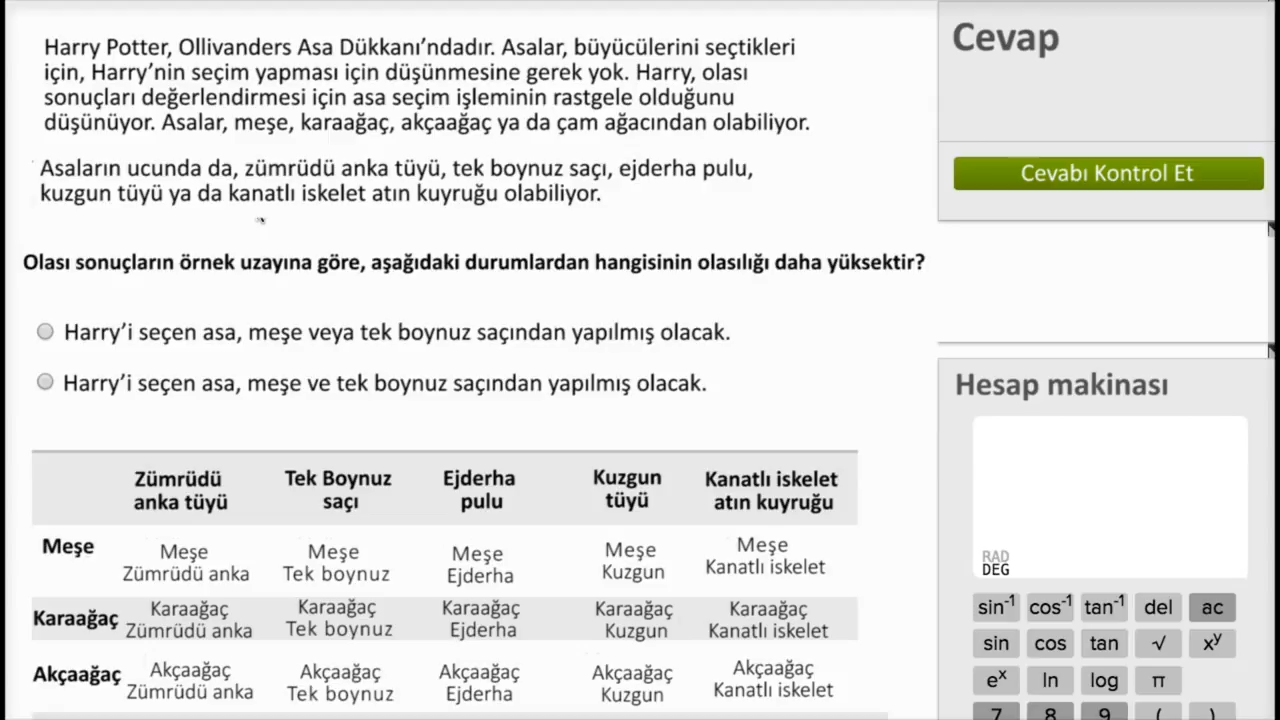 Harry Potter, Ollivanders Asa Dükkanı’ndadır. Asalar, büyücülerini seçtikleri
için, Harry’nin seçim yapması için düşünmesine gerek yok. Harry, olası
sonuçları değerlendirmesi için asa seçim işleminin rastgele olduğunu
düşünüyor. Asalar, meşe, karaağaç, akçaağaç ya da çam ağacından olabiliyor.
Asaların ucunda da, zümrüdü anka tüyü, tek boynuz saçı, ejderha pulu,
kuzgun tüyü ya da kanatlı iskelet atın kuyruğu olabiliyor.
Olası sonuçların örnek uzayına göre, aşağıdaki durumlardan hangisinin olasılığı daha yüksektir?
Harry’i seçen asa, meşe veya tek boynuz saçından yapılmış olacak.
Harry’i seçen asa, meşe ve tek boynuz saçından yapılmış olacak.
Zümrüdü Tek Boynuz Ejderha Kuzgun Kanatlı iskelet
anka tüyü saçı pulu tüyü atın kuyruğu
Meşe Meşe Meşe Meşe Meşe Meşe
Zümrüdü anka Tek boynuz Ejderha Kuzgun Kanatlı iskelet
Karaağaç Karaağaç Karaağaç Karaağaç Karaağaç Karaağaç
Zümrüdü anka Tek boynuz Ejderha Kuzgun Kanatlı iskelet
Akçaağaç Akçaağaç Akçaağaç Akçaağaç Akçaağaç Akçaağaç
Zümrüdü anka Tek boynuz Ejderha Kuzgun Kanatlı iskelet
Cevap
Cevabı Kontrol Et
Hesap makinası
RAD
DEG
sin-1 cos-1 tan-1 del ac
sin cos tan √ xy
ex ln log π
7 8 9 ( )